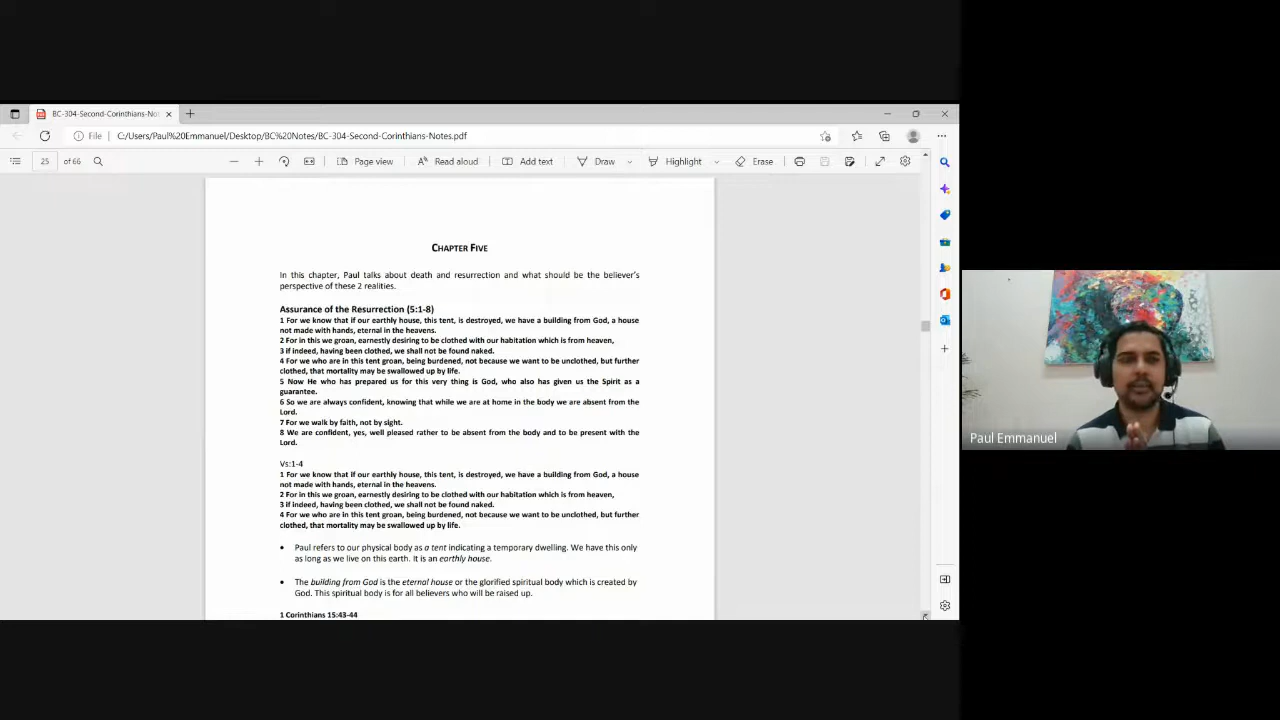 BC-304-Second-Corinthians-No
File C:/Users/Paul%20Emmanuel/Desktop/BC%20Notes/BC-304-Second-Corinthians-Notes.pdf
25 of 66 Page view Read aloud Add text Draw Highlight Erase
CHAPTER FIVE
In this chapter, Paul talks about death and resurrection and what should be the believer's
perspective of these 2 realities.
Assurance of the Resurrection (5:1-8)
1 For we know that if our earthly house, this tent, is destroyed, we have a building from God, a house
not made with hands, eternal in the heavens.
2 For in this we groan, earnestly desiring to be clothed with our habitation which is from heaven,
3 if indeed, having been clothed, we shall not be found naked.
4 For we who are in this tent groan, being burdened, not because we want to be unclothed, but further
clothed, that mortality may be swallowed up by life.
5 Now He who has prepared us for this very thing is God, who also has given us the Spirit as a
guarantee.
6 So we are always confident, knowing that while we are at home in the body we are absent from the
Lord.
7 For we walk by faith, not by sight.
8 We are confident, yes, well pleased rather to be absent from the body and to be present with the
Lord.
Vs:1-4
1 For we know that if our earthly house, this tent, is destroyed, we have a building from God, a house
not made with hands, eternal in the heavens.
2 For in this we groan, earnestly desiring to be clothed with our habitation which is from heaven,
3 if indeed, having been clothed, we shall not be found naked.
4 For we who are in this tent groan, being burdened, not because we want to be unclothed, but further
clothed, that mortality may be swallowed up by life.
• Paul refers to our physical body as a tent indicating a temporary dwelling. We have this only
as long as we live on this earth. It is an earthly house.
• The building from God is the eternal house or the glorified spiritual body which is created by
God. This spiritual body is for all believers who will be raised up.
1 Corinthians 15:43-44
Paul Emmanuel